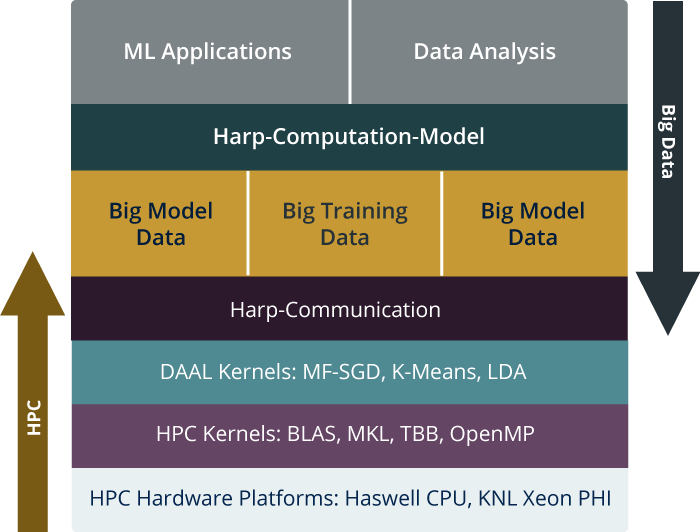 ML Applications
Data Analysis
Harp-Computation-Model
Big Model
Data
Big Training
Data
Big Model
Data
Harp-Communication
DAAL Kernels: MF-SGD, K-Means, LDA
HPC Kernels: BLAS, MKL, TBB, OpenMP
HPC Hardware Platforms: Haswell CPU, KNL Xeon PHI
HPC
Big Data